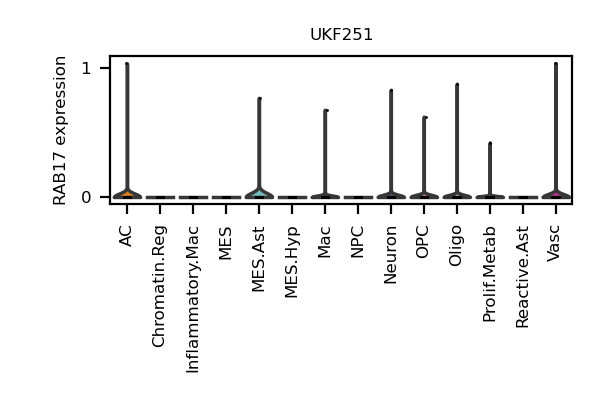 UKF251
RAB17 expression
1
0
AC
Chromatin.Reg
Inflammatory.Mac
MES
MES.Ast
MES.Hyp
Mac
NPC
Neuron
OPC
Oligo
Prolif.Metab
Reactive.Ast
Vasc